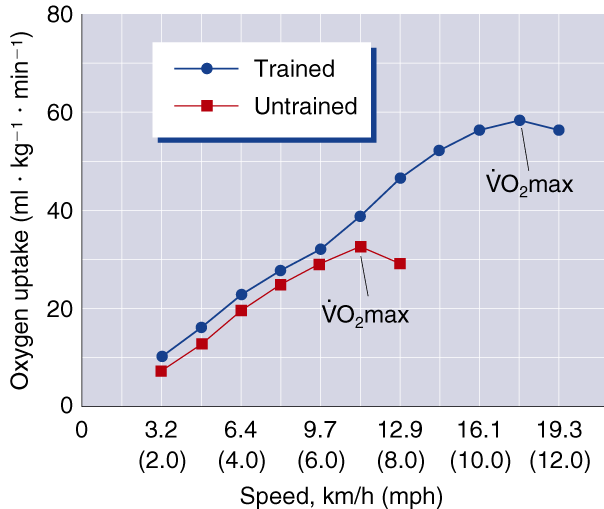 Oxygen uptake (ml · kg⁻¹ · min⁻¹)
80
60
40
20
0
Trained
Untrained
V̇O₂max
V̇O₂max
0 3.2 6.4 9.7 12.9 16.1 19.3
(2.0) (4.0) (6.0) (8.0) (10.0) (12.0)
Speed, km/h (mph)